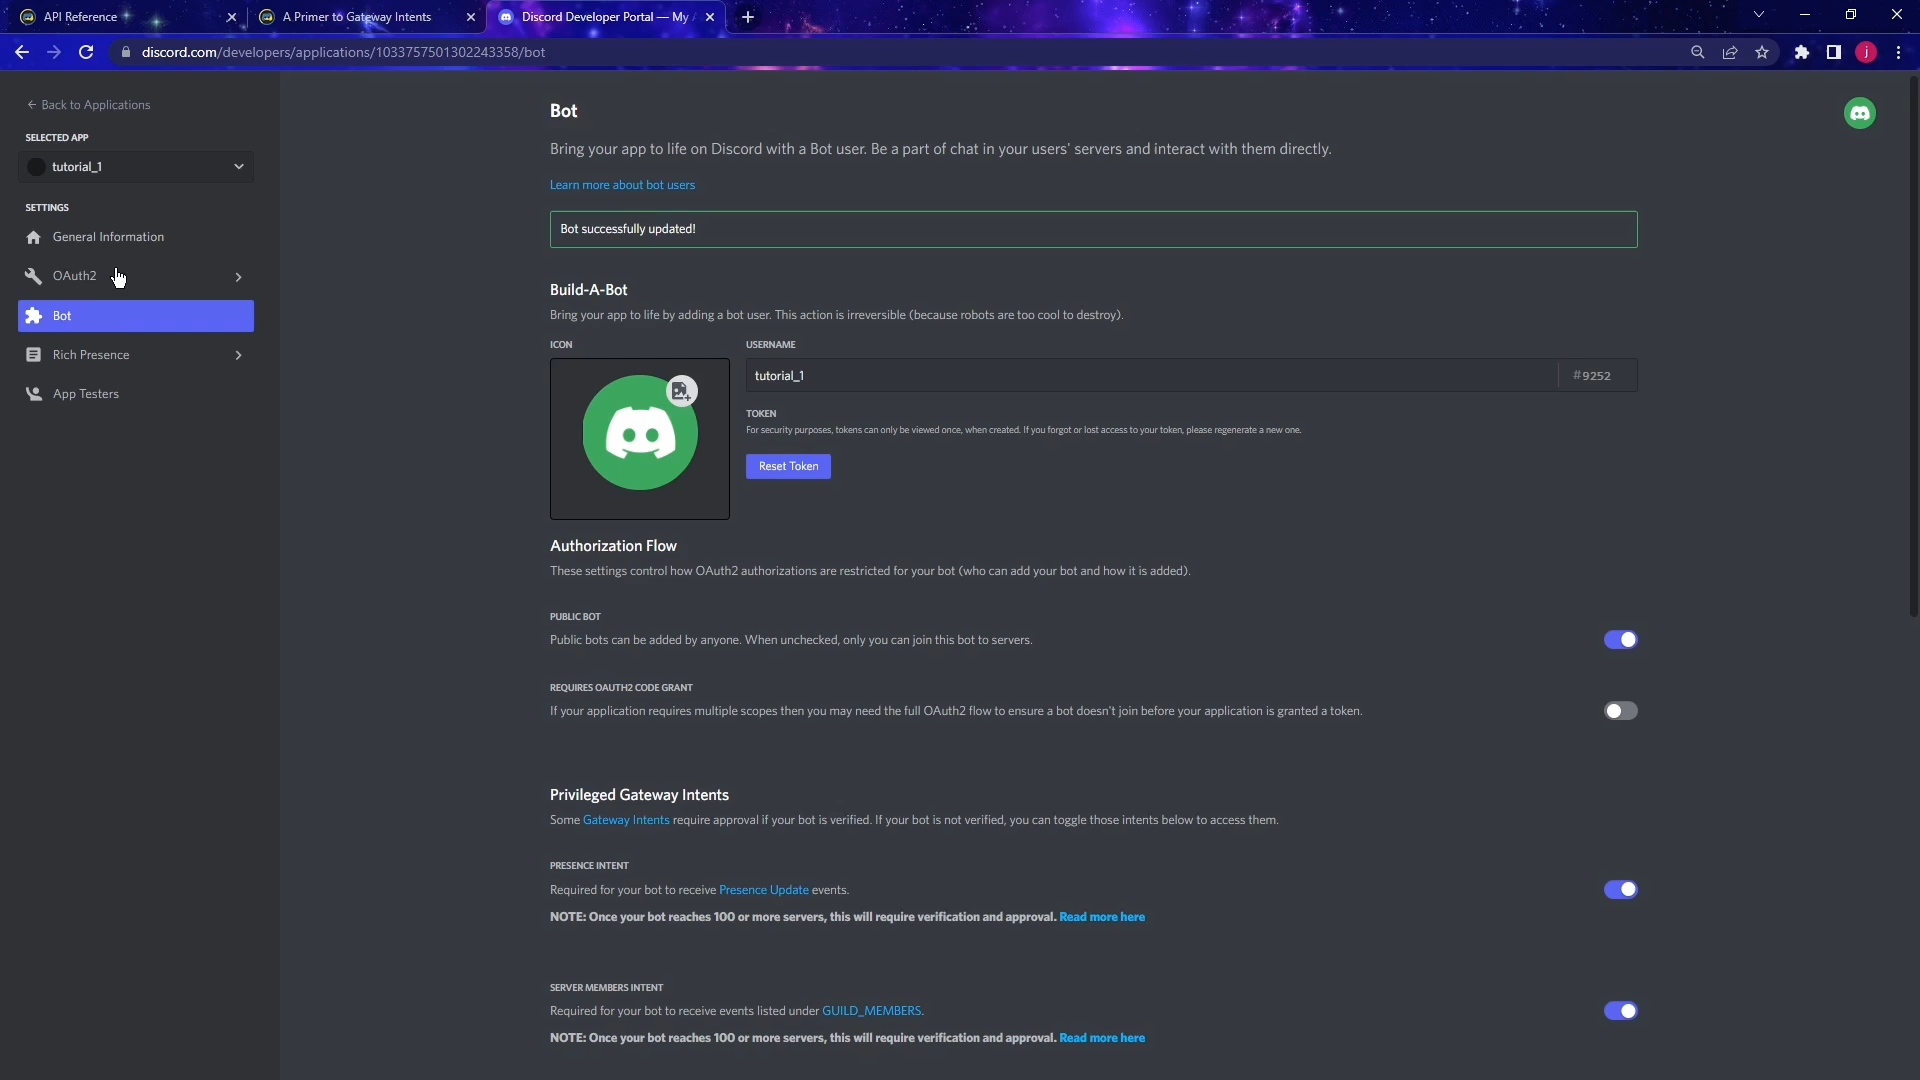 API Reference
A Primer to Gateway Intents
Discord Developer Portal — My
discord.com/developers/applications/1033757501302243358/bot
j
← Back to Applications
SELECTED APP
tutorial_1
SETTINGS
General Information
OAuth2
Bot
Rich Presence
App Testers
Bot
Bring your app to life on Discord with a Bot user. Be a part of chat in your users' servers and interact with them directly.
Learn more about bot users
Bot successfully updated!
Build-A-Bot
Bring your app to life by adding a bot user. This action is irreversible (because robots are too cool to destroy).
ICON
USERNAME
tutorial_1 #9252
TOKEN
For security purposes, tokens can only be viewed once, when created. If you forgot or lost access to your token, please regenerate a new one.
Reset Token
Authorization Flow
These settings control how OAuth2 authorizations are restricted for your bot (who can add your bot and how it is added).
PUBLIC BOT
Public bots can be added by anyone. When unchecked, only you can join this bot to servers.
REQUIRES OAUTH2 CODE GRANT
If your application requires multiple scopes then you may need the full OAuth2 flow to ensure a bot doesn't join before your application is granted a token.
Privileged Gateway Intents
Some Gateway Intents require approval if your bot is verified. If your bot is not verified, you can toggle those intents below to access them.
PRESENCE INTENT
Required for your bot to receive Presence Update events.
NOTE: Once your bot reaches 100 or more servers, this will require verification and approval. Read more here
SERVER MEMBERS INTENT
Required for your bot to receive events listed under GUILD_MEMBERS.
NOTE: Once your bot reaches 100 or more servers, this will require verification and approval. Read more here